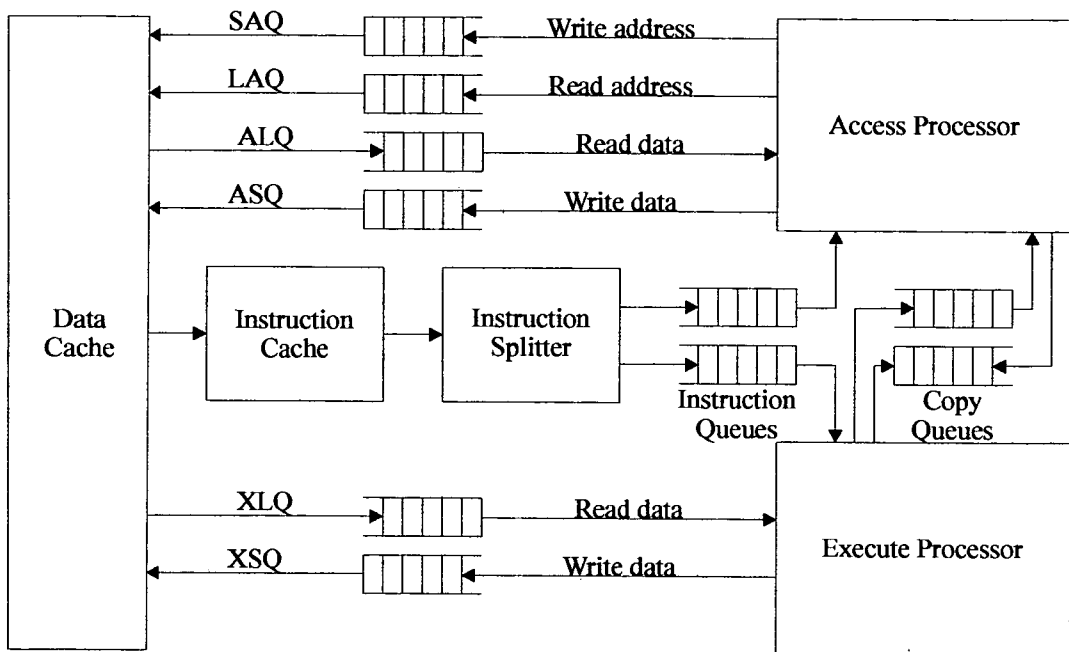 SAQ
Write address
LAQ
Read address
ALQ
Read data
ASQ
Write data
Access Processor
Data
Cache
Instruction
Cache
Instruction
Splitter
Instruction
Queues
Copy
Queues
XLQ
Read data
XSQ
Write data
Execute Processor